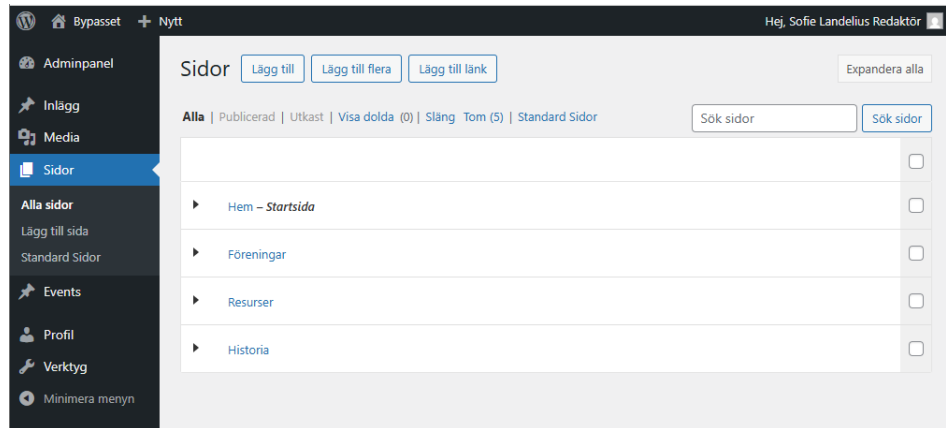 Bypasset + Nytt Hej, Sofie Landelius Redaktör
Adminpanel
Inlägg
Media
Sidor
Alla sidor
Lägg till sida
Standard Sidor
Events
Profil
Verktyg
Minimera menyn
Sidor Lägg till Lägg till flera Lägg till länk Expandera alla
Alla | Publicerad | Utkast | Visa dolda (0) | Släng Tom (5) | Standard Sidor Sök sidor Sök sidor
Hem – Startsida
Föreningar
Resurser
Historia